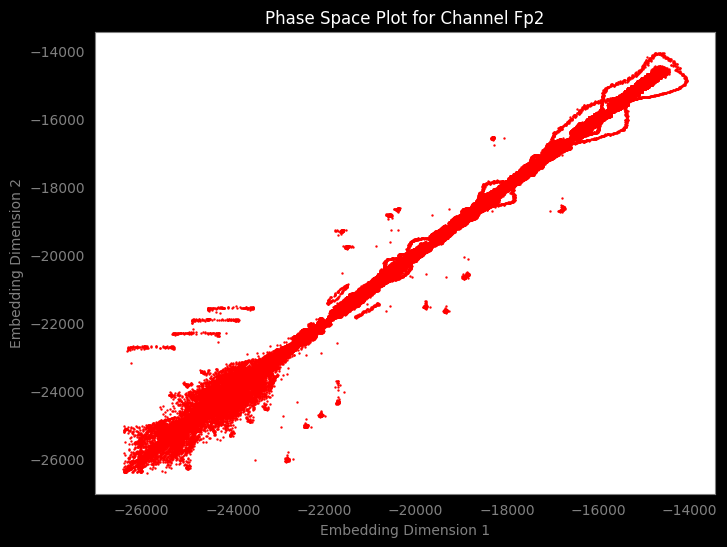 Phase Space Plot for Channel Fp2
−14000
−16000
−18000
−20000
−22000
−24000
−26000
Embedding Dimension 2
−26000 −24000 −22000 −20000 −18000 −16000 −14000
Embedding Dimension 1